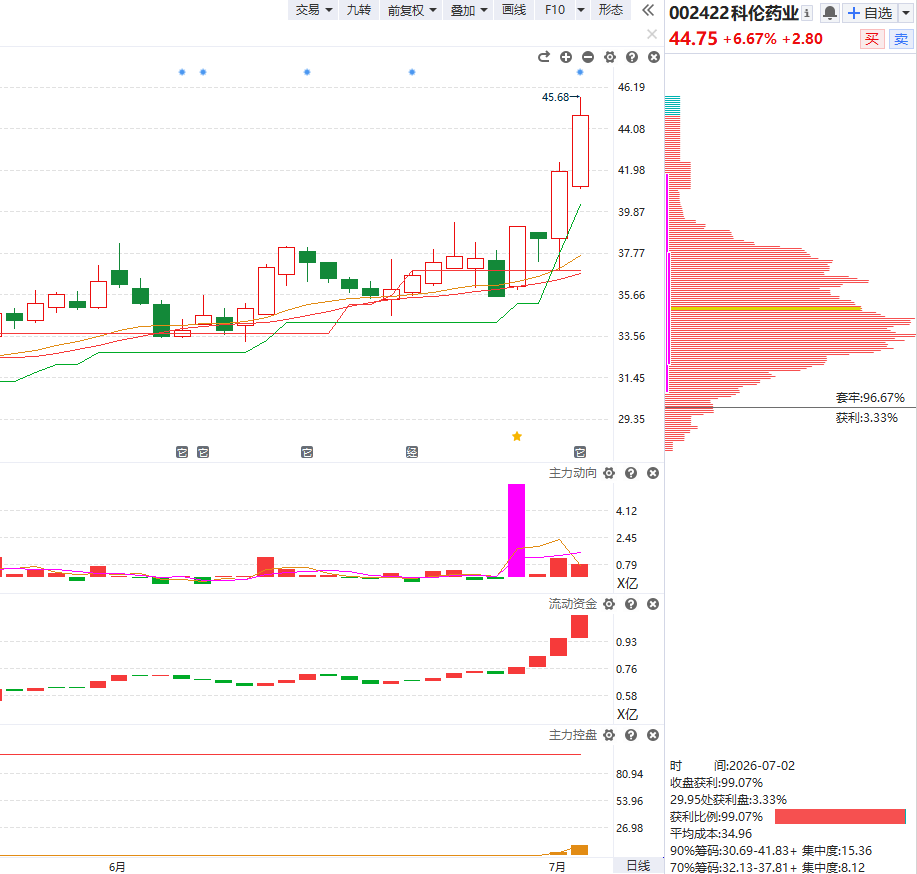 交易 九转 前复权 叠加 画线 F10 形态
002422 科伦药业 自选
44.75 +6.67% +2.80 买 卖
46.19
45.68
44.08
41.98
39.87
37.77
35.66
33.56
31.45
29.35
套牢:96.67%
获利:3.33%
主力动向
4.12
2.45
0.79
X亿
流动资金
0.93
0.76
0.58
X亿
主力控盘
80.94
53.96
26.98
6月 7月 日线
时 间:2026-07-02
收盘获利:99.07%
29.95处获利盘:3.33%
获利比例:99.07%
平均成本:34.96
90%筹码:30.69-41.83+ 集中度:15.36
70%筹码:32.13-37.81+ 集中度:8.12